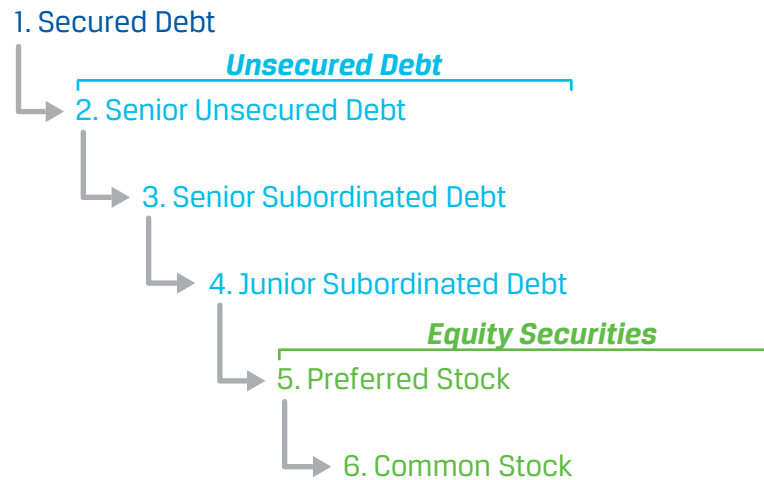 1. Secured Debt
Unsecured Debt
2. Senior Unsecured Debt
3. Senior Subordinated Debt
4. Junior Subordinated Debt
Equity Securities
5. Preferred Stock
6. Common Stock